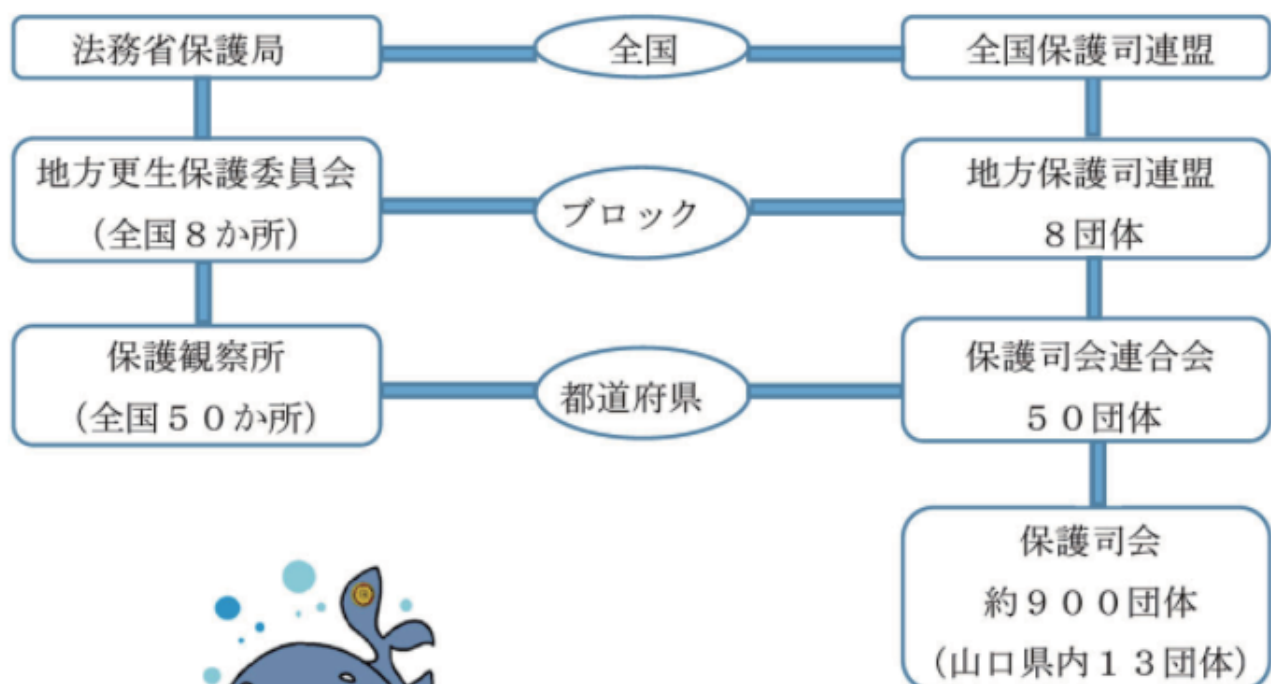 法務省保護局
全国
全国保護司連盟
地方更生保護委員会
(全国8か所)
ブロック
地方保護司連盟
8団体
保護観察所
(全国50か所)
都道府県
保護司会連合会
50団体
保護司会
約900団体
(山口県内13団体)